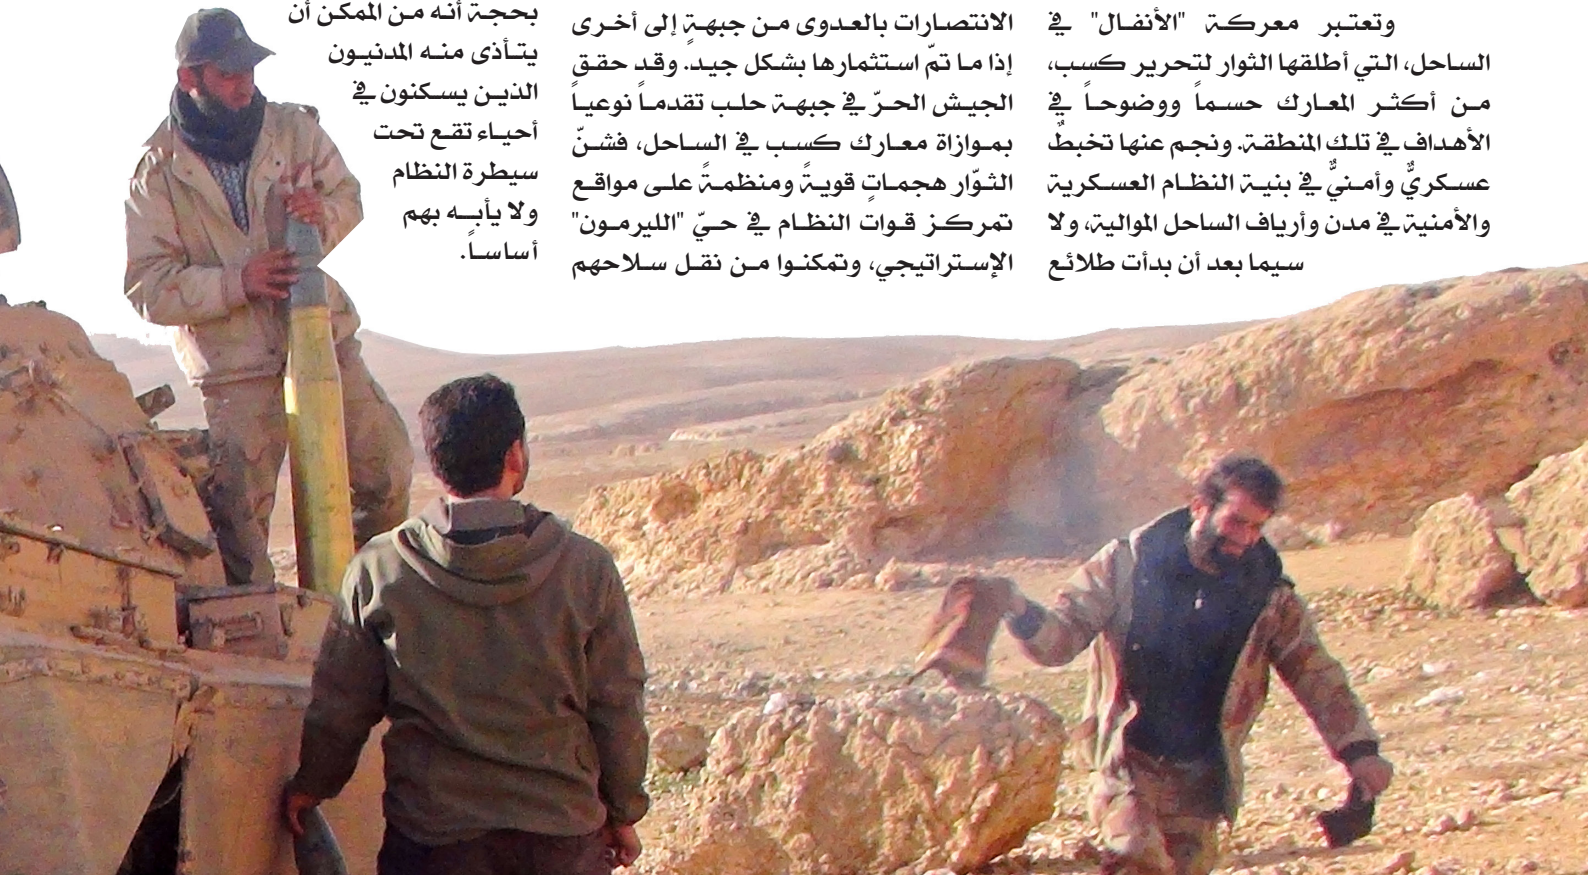 وتعتبر معركة "الأنفال" في
الساحل، التي أطلقها الثوار لتحرير كسب،
من أكثر المعارك حسماً ووضوحاً في
الأهداف في تلك المنطقة. ونجم عنها تخبطٌ
عسكريٌّ وأمنيٌّ في بنية النظام العسكرية
والأمنية في مدن وأرياف الساحل الموالية، ولا
سيما بعد أن بدأت طلائع
الانتصارات بالعدوى من جبهةٍ إلى أخرى
إذا ما تمّ استثمارها بشكل جيد. وقد حقق
الجيش الحرّ في جبهة حلب تقدماً نوعياً
بموازاة معارك كسب في الساحل، فشنّ
الثوّار هجماتٍ قويةً ومنظمةً على مواقع
تمركز قوات النظام في حيّ "الليرمون"
الإستراتيجي، وتمكنوا من نقل سلاحهم
بحجة أنه من الممكن أن
يتأذى منه المدنيون
الذين يسكنون في
أحياء تقع تحت
سيطرة النظام
ولا يأبه بهم
أساساً.